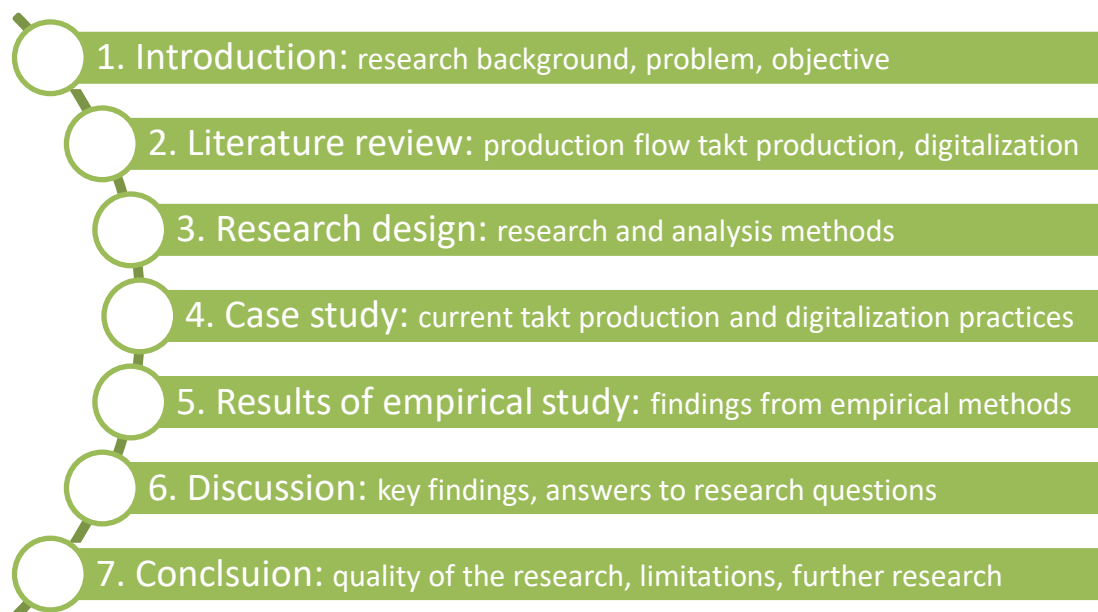 1. Introduction: research background, problem, objective
2. Literature review: production flow takt production, digitalization
3. Research design: research and analysis methods
4. Case study: current takt production and digitalization practices
5. Results of empirical study: findings from empirical methods
6. Discussion: key findings, answers to research questions
7. Conclsuion: quality of the research, limitations, further research